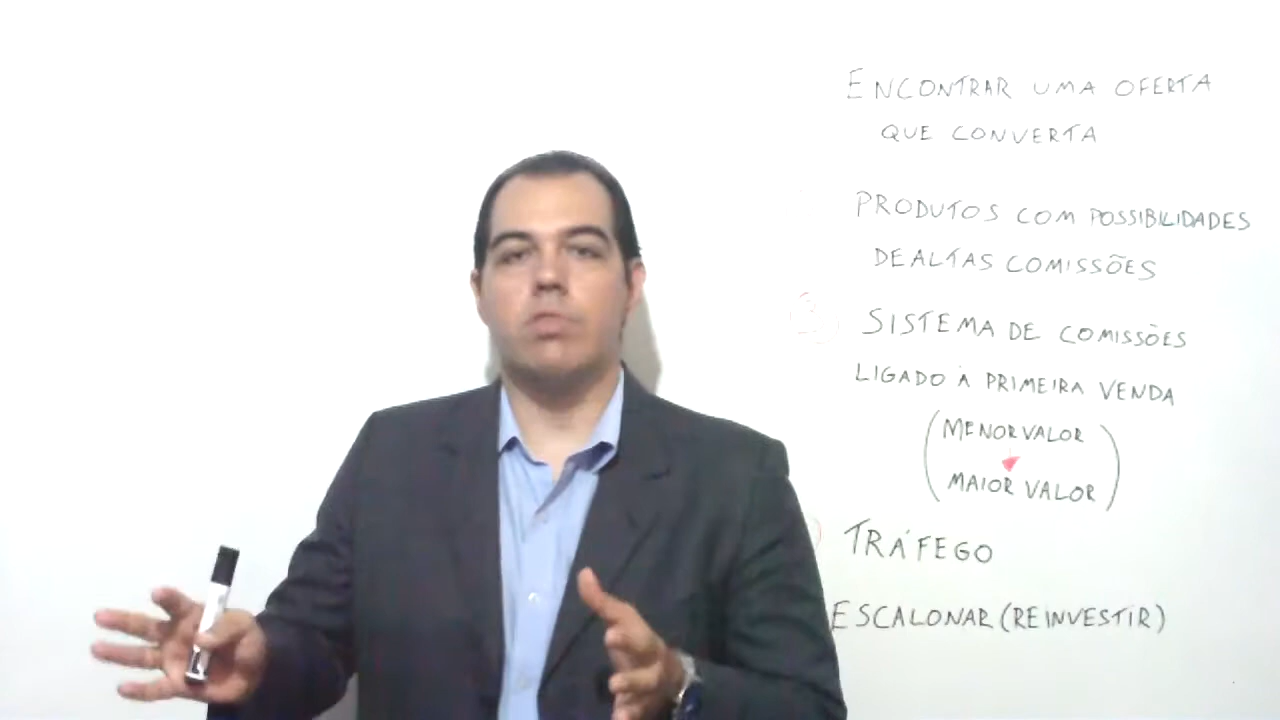 ENCONTRAR UMA OFERTA
QUE CONVERTA
PRODUTOS COM POSSIBILIDADES
DE ALTAS COMISSÕES
SISTEMA DE COMISSÕES
LIGADO À PRIMEIRA VENDA
(MENOR VALOR
MAIOR VALOR)
TRÁFEGO
ESCALONAR (REINVESTIR)